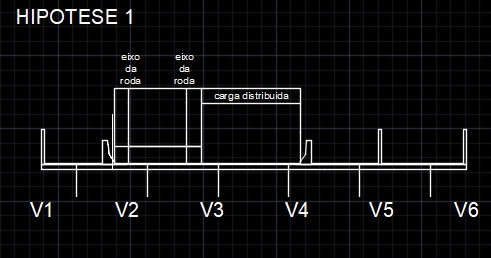 HIPOTESE 1
eixo
da
roda
eixo
da
roda
carga distribuida
V1 V2 V3 V4 V5 V6